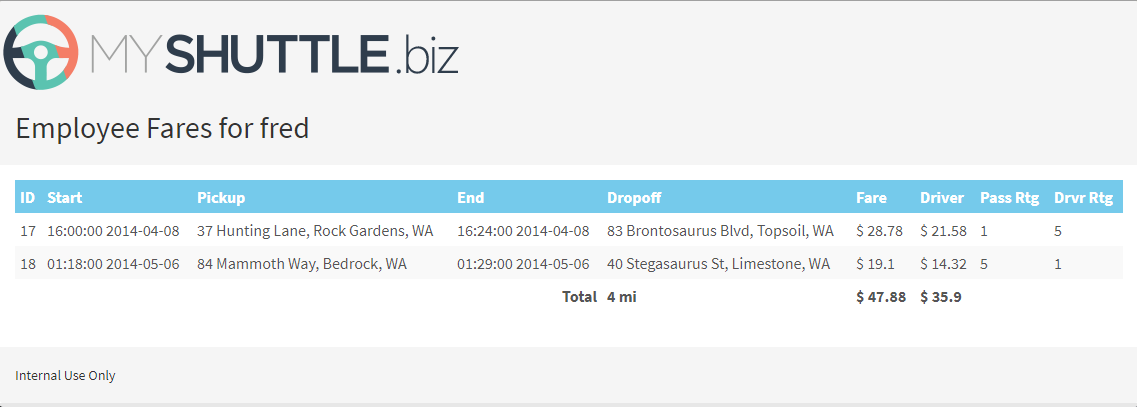 MYSHUTTLE.biz
Employee Fares for fred
ID Start Pickup End Dropoff Fare Driver Pass Rtg Drvr Rtg
17 16:00:00 2014-04-08 37 Hunting Lane, Rock Gardens, WA 16:24:00 2014-04-08 83 Brontosaurus Blvd, Topsoil, WA $ 28.78 $ 21.58 1 5
18 01:18:00 2014-05-06 84 Mammoth Way, Bedrock, WA 01:29:00 2014-05-06 40 Stegasaurus St, Limestone, WA $ 19.1 $ 14.32 5 1
Total 4 mi $ 47.88 $ 35.9
Internal Use Only